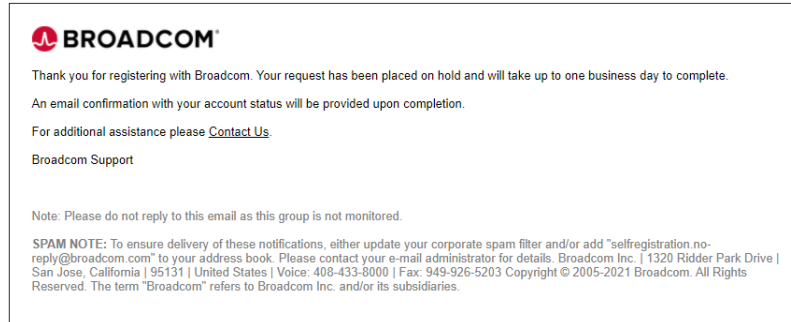 BROADCOM
Thank you for registering with Broadcom. Your request has been placed on hold and will take up to one business day to complete.
An email confirmation with your account status will be provided upon completion.
For additional assistance please Contact Us.
Broadcom Support
Note: Please do not reply to this email as this group is not monitored.
SPAM NOTE: To ensure delivery of these notifications, either update your corporate spam filter and/or add "selfregistration.no-
reply@broadcom.com" to your address book. Please contact your e-mail administrator for details. Broadcom Inc. | 1320 Ridder Park Drive |
San Jose, California | 95131 | United States | Voice: 408-433-8000 | Fax: 949-926-5203 Copyright © 2005-2021 Broadcom. All Rights
Reserved. The term "Broadcom" refers to Broadcom Inc. and/or its subsidiaries.